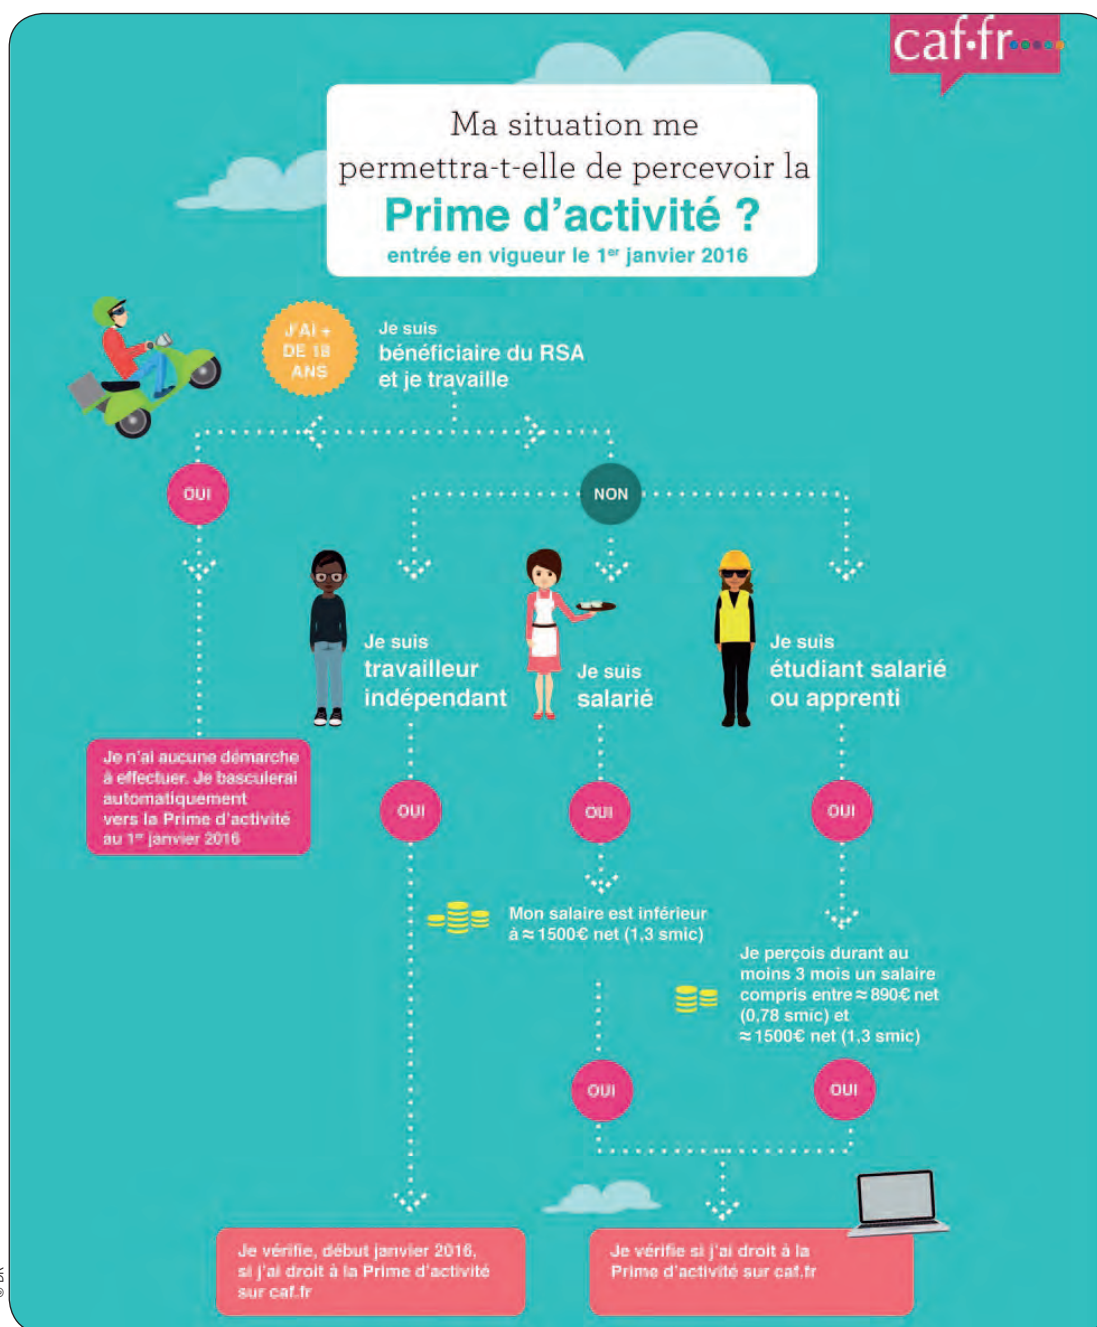 caf.fr
Ma situation me
permettra-t-elle de percevoir la
Prime d'activité ?
entrée en vigueur le 1er janvier 2016
J'AI +
DE 18
ANS
Je suis
bénéficiaire du RSA
et je travaille
OUI
NON
Je suis
travailleur
indépendant
Je suis
salarié
Je suis
étudiant salarié
ou apprenti
Je n'ai aucune démarche
à effectuer. Je basculerai
automatiquement
vers la Prime d'activité
au 1er janvier 2016
OUI
OUI
OUI
Mon salaire est inférieur
à ≈ 1500€ net (1,3 smic)
Je perçois durant au
moins 3 mois un salaire
compris entre ≈ 890€ net
(0,78 smic) et
≈ 1500€ net (1,3 smic)
OUI
OUI
Je vérifie, début janvier 2016,
si j'ai droit à la Prime d'activité
sur caf.fr
Je vérifie si j'ai droit à la
Prime d'activité sur caf.fr